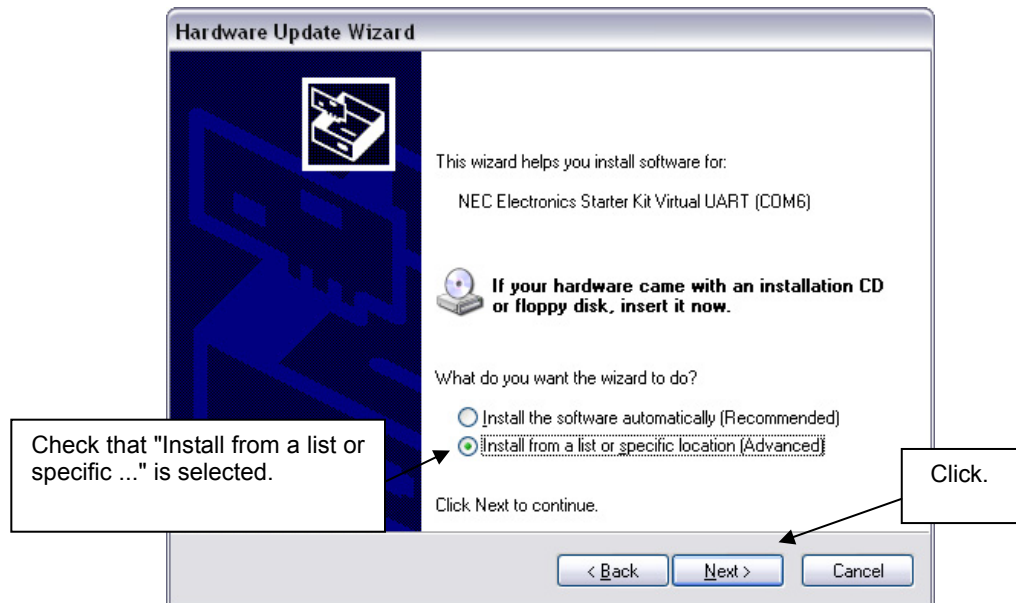 Hardware Update Wizard
This wizard helps you install software for:
NEC Electronics Starter Kit Virtual UART (COM6)
If your hardware came with an installation CD
or floppy disk, insert it now.
What do you want the wizard to do?
Install the software automatically (Recommended)
Install from a list or specific location (Advanced)
Check that "Install from a list or
specific ..." is selected.
Click.
Click Next to continue.
< Back Next > Cancel